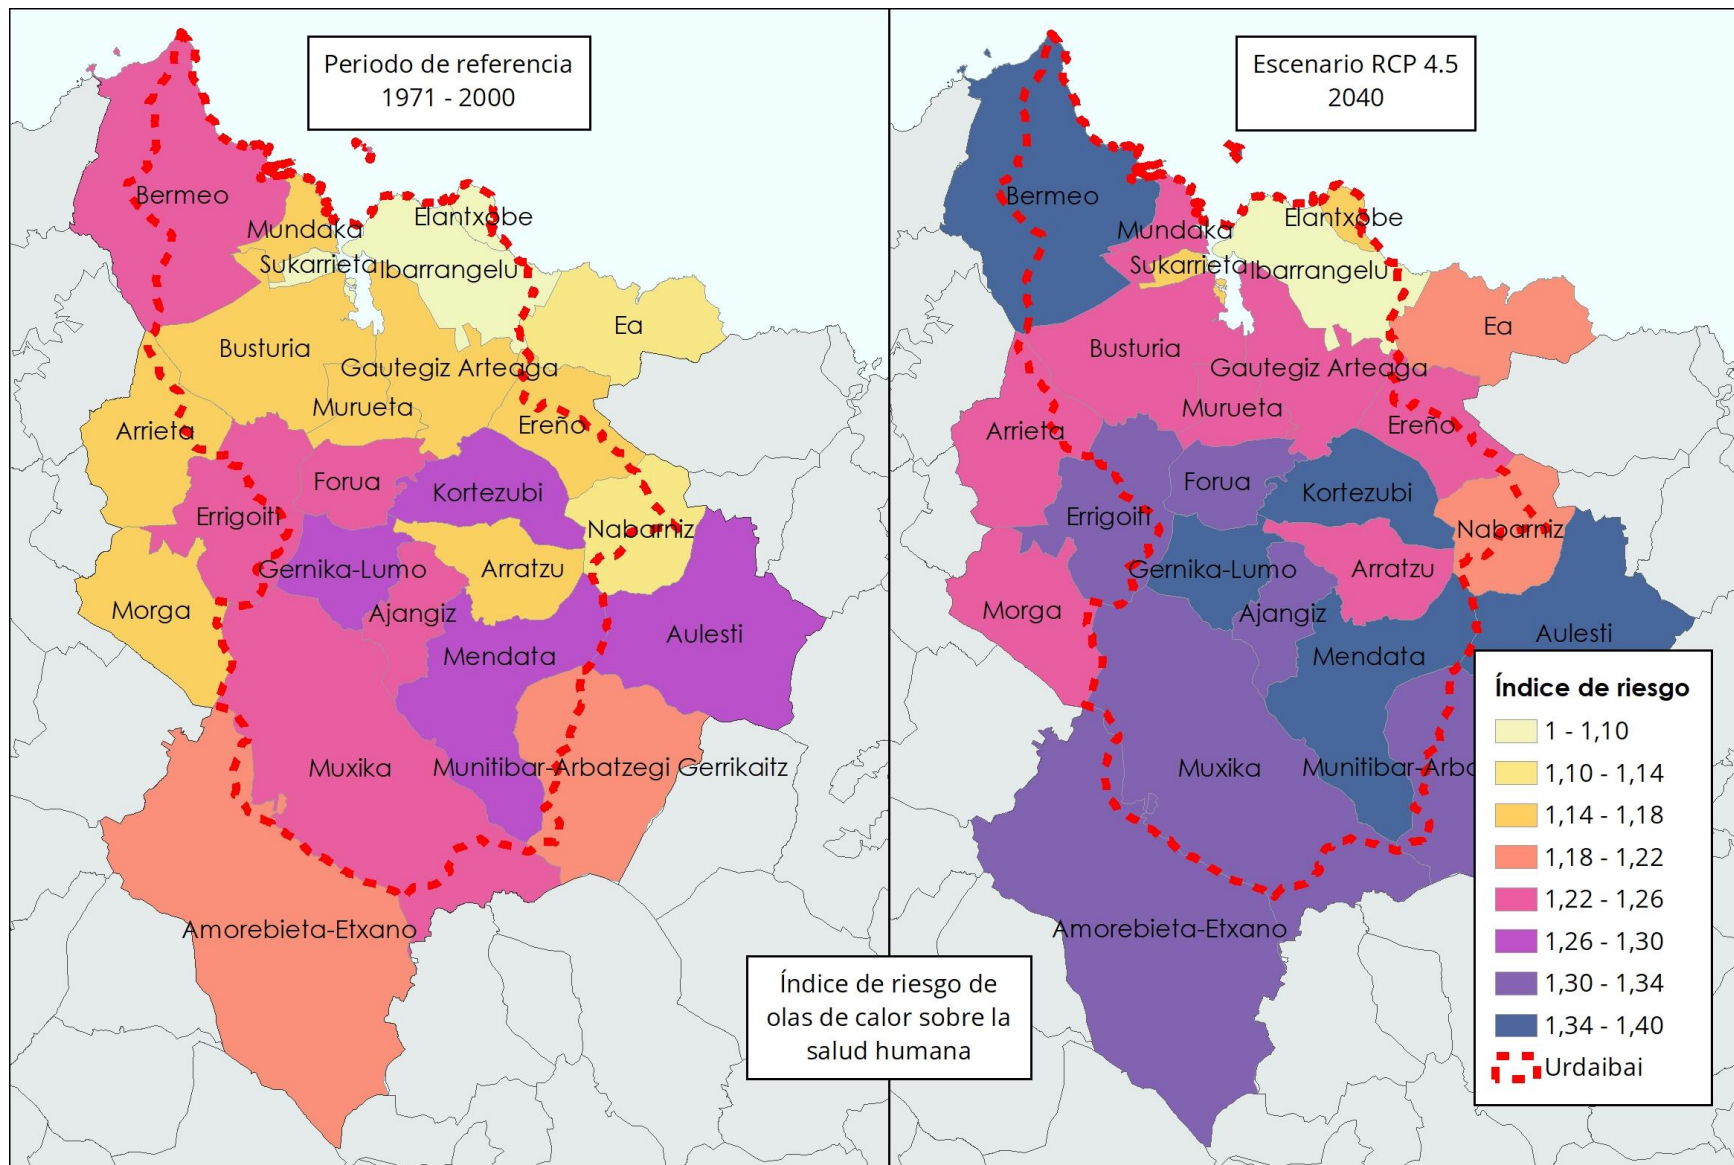 Periodo de referencia
1971 - 2000
Bermeo
Elantxobe
Mundaka
Sukarrieta
Ibarrangelu
Ea
Busturia
Gautegiz Arteaga
Murueta
Ereño
Arrieta
Forua
Kortezubi
Errigoiti
Nabarniz
Gernika-Lumo
Arratzu
Morga
Ajangiz
Aulesti
Mendata
Muxika
Munitibar-Arbatzegi Gerrikaitz
Amorebieta-Etxano
Escenario RCP 4.5
2040
Bermeo
Elantxobe
Mundaka
Sukarrieta
Ibarrangelu
Ea
Busturia
Gautegiz Arteaga
Murueta
Ereño
Arrieta
Forua
Kortezubi
Errigoiti
Nabarniz
Gernika-Lumo
Arratzu
Morga
Ajangiz
Aulesti
Mendata
Muxika
Munitibar-Arba
Amorebieta-Etxano
Índice de riesgo de
olas de calor sobre la
salud humana
Índice de riesgo
1 - 1,10
1,10 - 1,14
1,14 - 1,18
1,18 - 1,22
1,22 - 1,26
1,26 - 1,30
1,30 - 1,34
1,34 - 1,40
Urdaibai